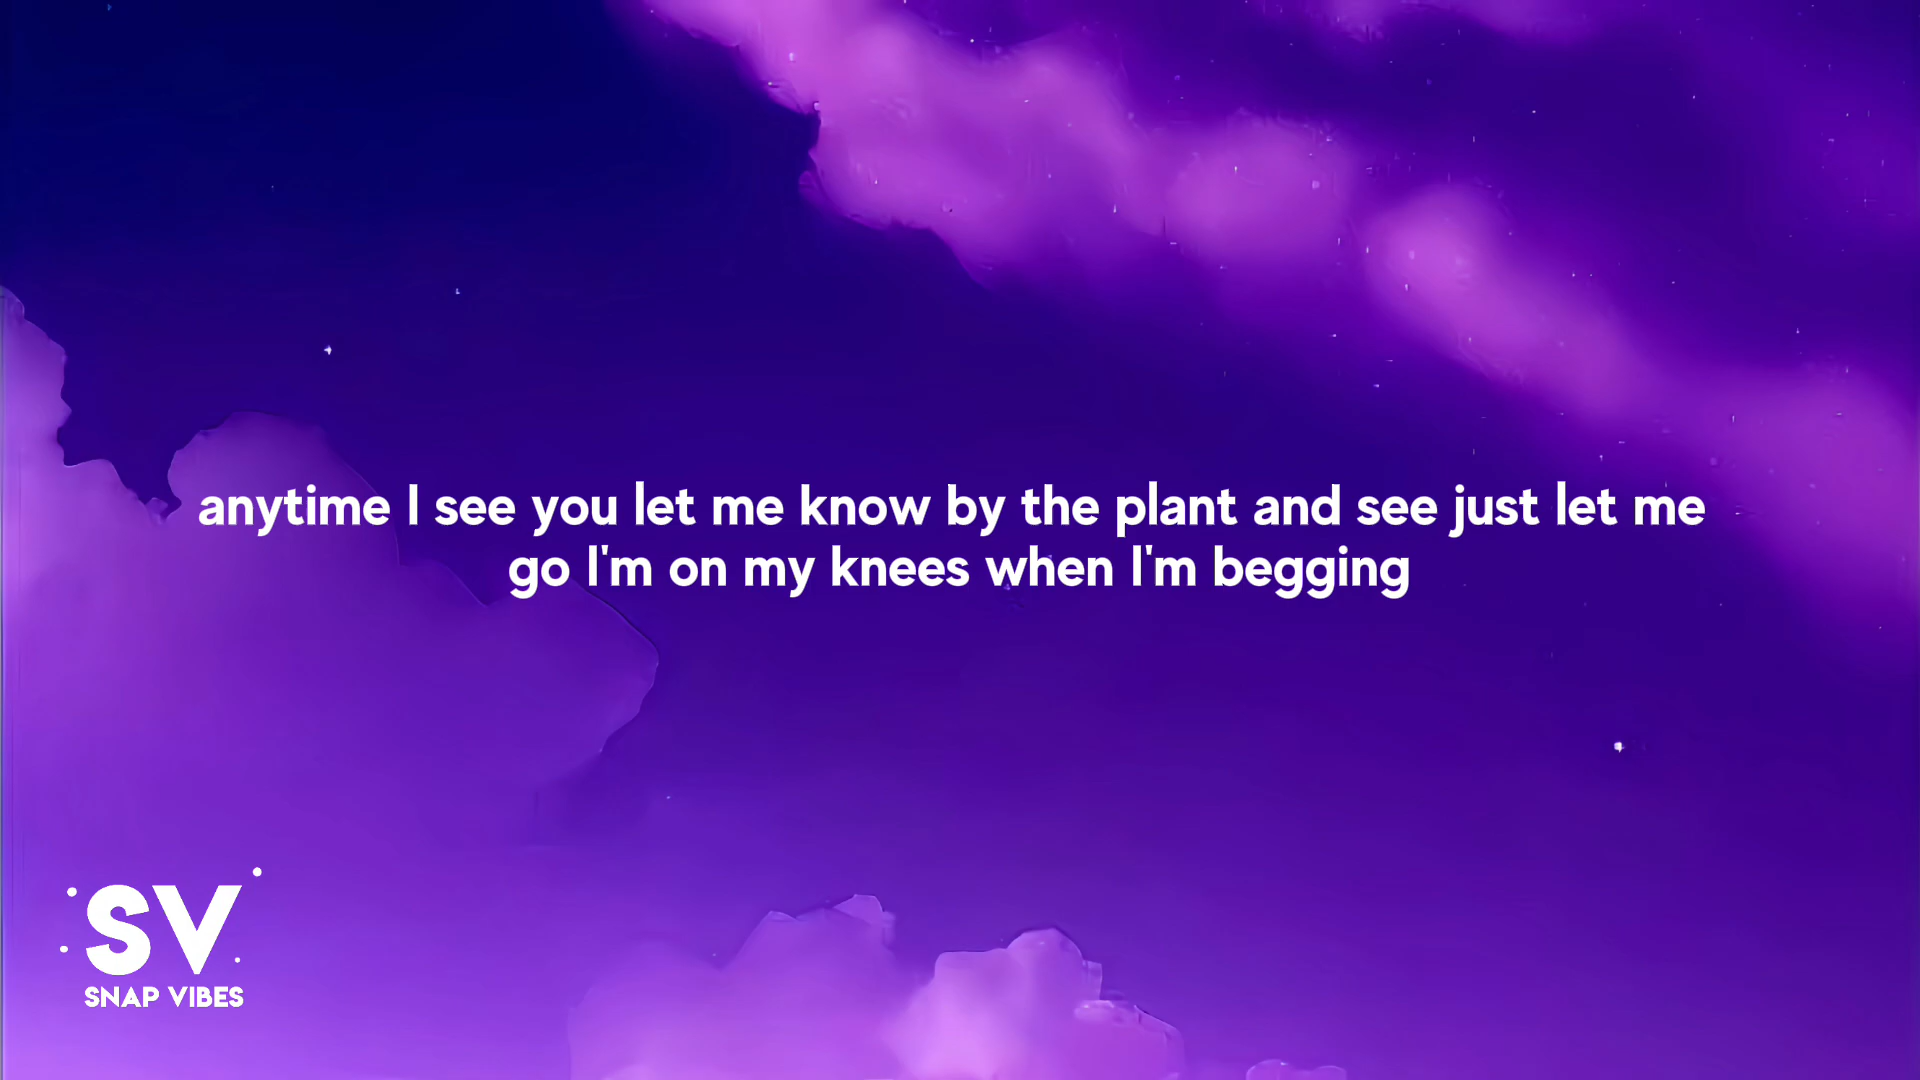 anytime I see you let me know by the plant and see just let me
go I'm on my knees when I'm begging
SV
SNAP VIBES